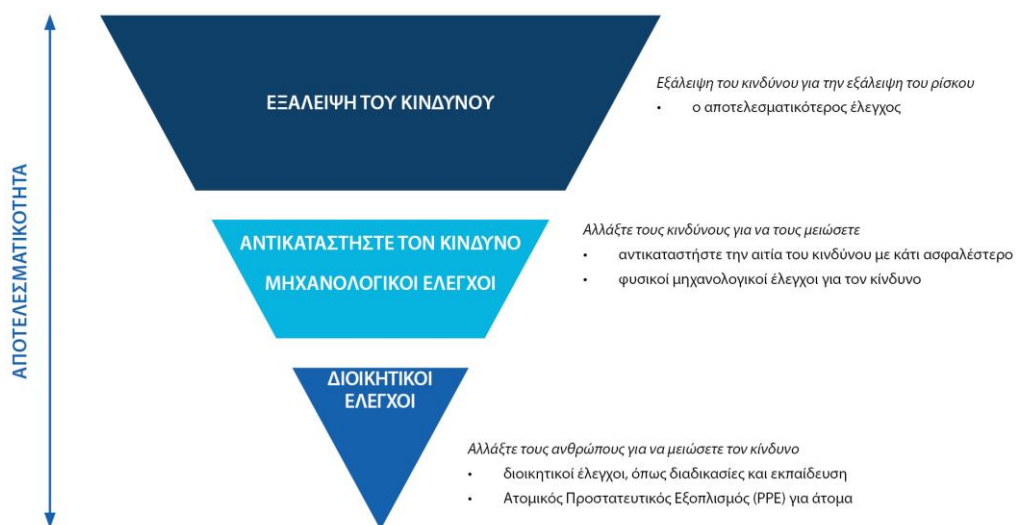 ΑΠΟΤΕΛΕΣΜΑΤΙΚΟΤΗΤΑ
ΕΞΑΛΕΙΨΗ ΤΟΥ ΚΙΝΔΥΝΟΥ
Εξάλειψη του κινδύνου για την εξάλειψη του ρίσκου
• ο αποτελεσματικότερος έλεγχος
ΑΝΤΙΚΑΤΑΣΤΗΣΤΕ ΤΟΝ ΚΙΝΔΥΝΟ
ΜΗΧΑΝΟΛΟΓΙΚΟΙ ΕΛΕΓΧΟΙ
Αλλάξτε τους κινδύνους για να τους μειώσετε
• αντικαταστήστε την αιτία του κινδύνου με κάτι ασφαλέστερο
• φυσικοί μηχανολογικοί έλεγχοι για τον κίνδυνο
ΔΙΟΙΚΗΤΙΚΟΙ
ΕΛΕΓΧΟΙ
Αλλάξτε τους ανθρώπους για να μειώσετε τον κίνδυνο
• διοικητικοί έλεγχοι, όπως διαδικασίες και εκπαίδευση
• Ατομικός Προστατευτικός Εξοπλισμός (PPE) για άτομα